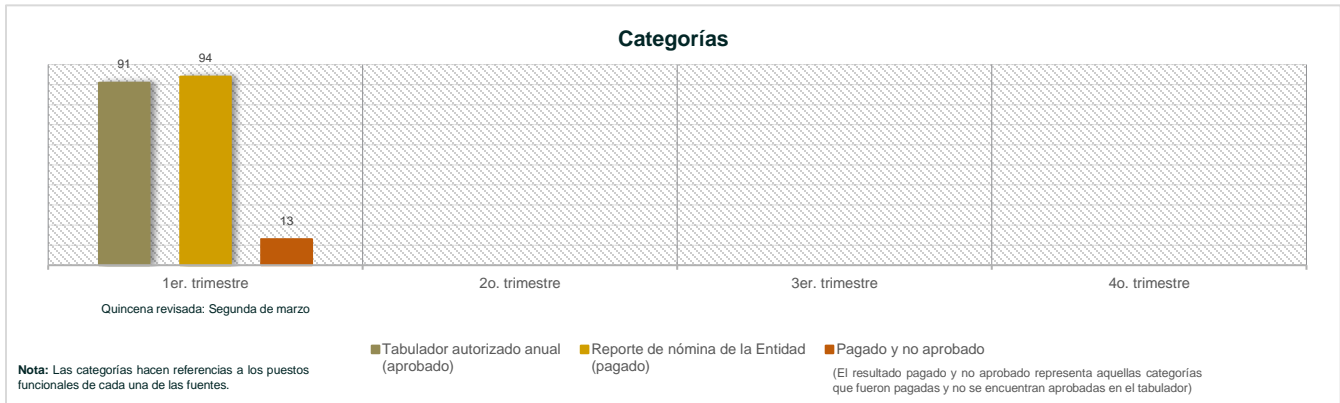 Categorías
91
94
13
1er. trimestre
2o. trimestre
3er. trimestre
4o. trimestre
Quincena revisada: Segunda de marzo
Tabulador autorizado anual
(aprobado)
Reporte de nómina de la Entidad
(pagado)
Pagado y no aprobado
(El resultado pagado y no aprobado representa aquellas categorías
que fueron pagadas y no se encuentran aprobadas en el tabulador)
Nota: Las categorías hacen referencias a los puestos
funcionales de cada una de las fuentes.